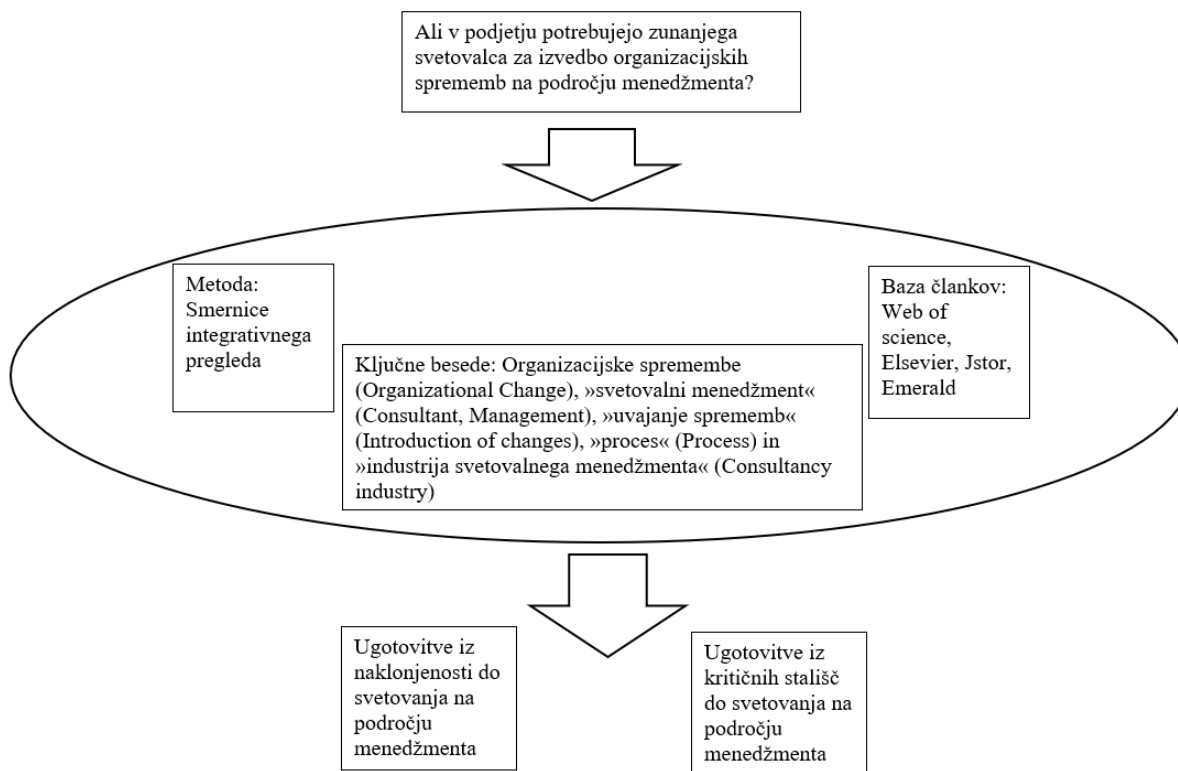 Ali v podjetju potrebujejo zunanjega
svetovalca za izvedbo organizacijskih
sprememb na področju menedžmenta?
Metoda:
Smernice
integrativnega
pregleda
Baza člankov:
Web of
science,
Elsevier, Jstor,
Emerald
Ključne besede: Organizacijske spremembe
(Organizational Change), »svetovalni menedžment«
(Consultant, Management), »uvajanje sprememb«
(Introduction of changes), »proces« (Process) in
»industrija svetovalnega menedžmenta« (Consultancy
industry)
Ugotovitve iz
naklonjenosti do
svetovanja na
področju
menedžmenta
Ugotovitve iz
kritičnih stališč
do svetovanja na
področju
menedžmenta